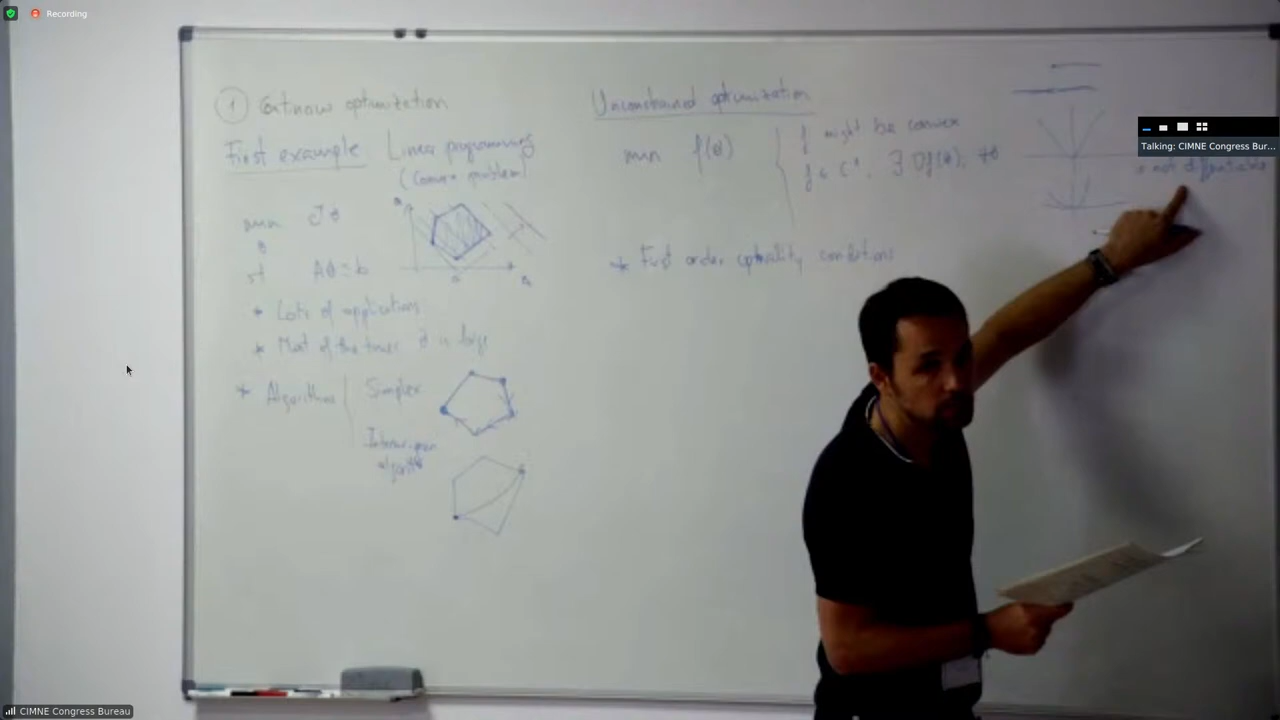 Recording
1 Continuous optimization
First example
Linear programming
(Convex problem)
min
θ
st Aθ = b
* Lots of applications
* Most of the times d is large
* Algorithms
Simplex
Interior-point
Unconstrained optimization
min f(θ)
f might be convex
f ∈ C¹, ∃ ∇f(θ), ∀θ
* First order optimality conditions
Talking: CIMNE Congress Bur...
not differentiable
CIMNE Congress Bureau